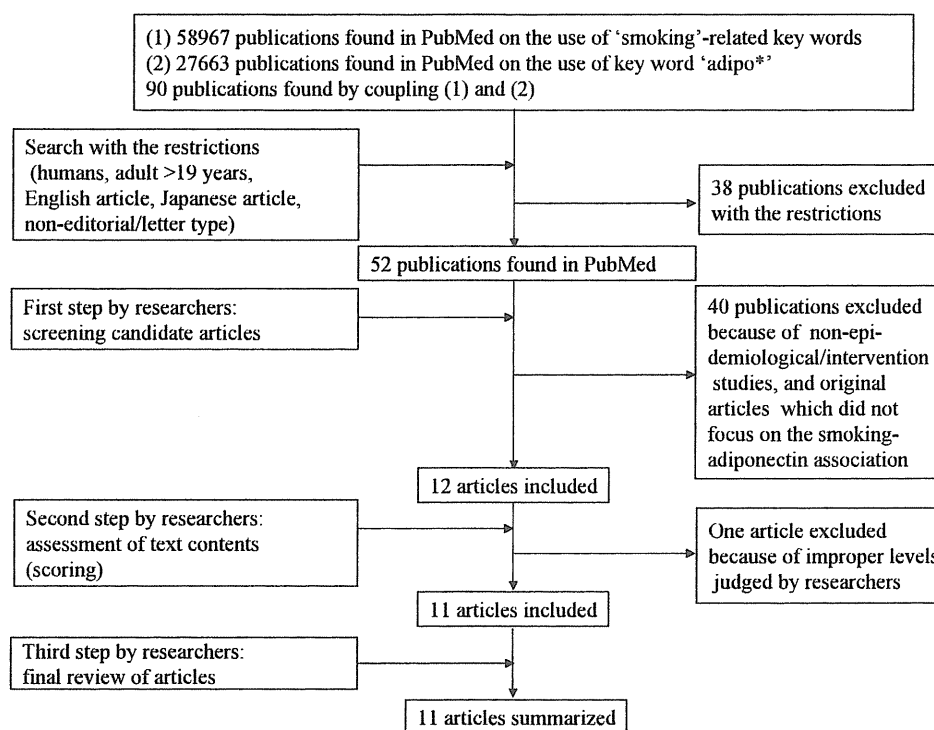 (1) 58967 publications found in PubMed on the use of ‘smoking’-related key words
(2) 27663 publications found in PubMed on the use of key word ‘adipo*’
90 publications found by coupling (1) and (2)
Search with the restrictions
(humans, adult >19 years,
English article, Japanese article,
non-editorial/letter type)
38 publications excluded
with the restrictions
52 publications found in PubMed
First step by researchers:
screening candidate articles
40 publications excluded
because of non-epi-
demiological/intervention
studies, and original
articles which did not
focus on the smoking-
adiponectin association
12 articles included
Second step by researchers:
assessment of text contents
(scoring)
One article excluded
because of improper levels
judged by researchers
11 articles included
Third step by researchers:
final review of articles
11 articles summarized